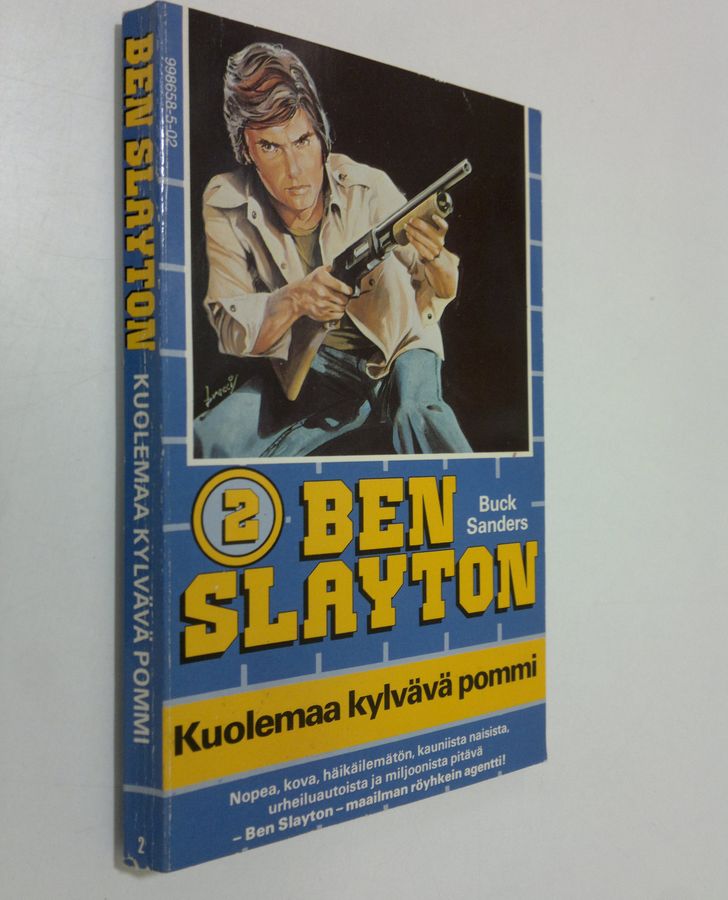 BEN SLAYTON KUOLEMAA KYLVÄVÄ POMMI
2
998658-5-02
2
BEN
Buck
Sanders
SLAYTON
Kuolemaa kylvävä pommi
Nopea, kova, häikäilemätön, kauniista naisista,
urheiluautoista ja miljoonista pitävä
– Ben Slayton – maailman röyhkein agentti!